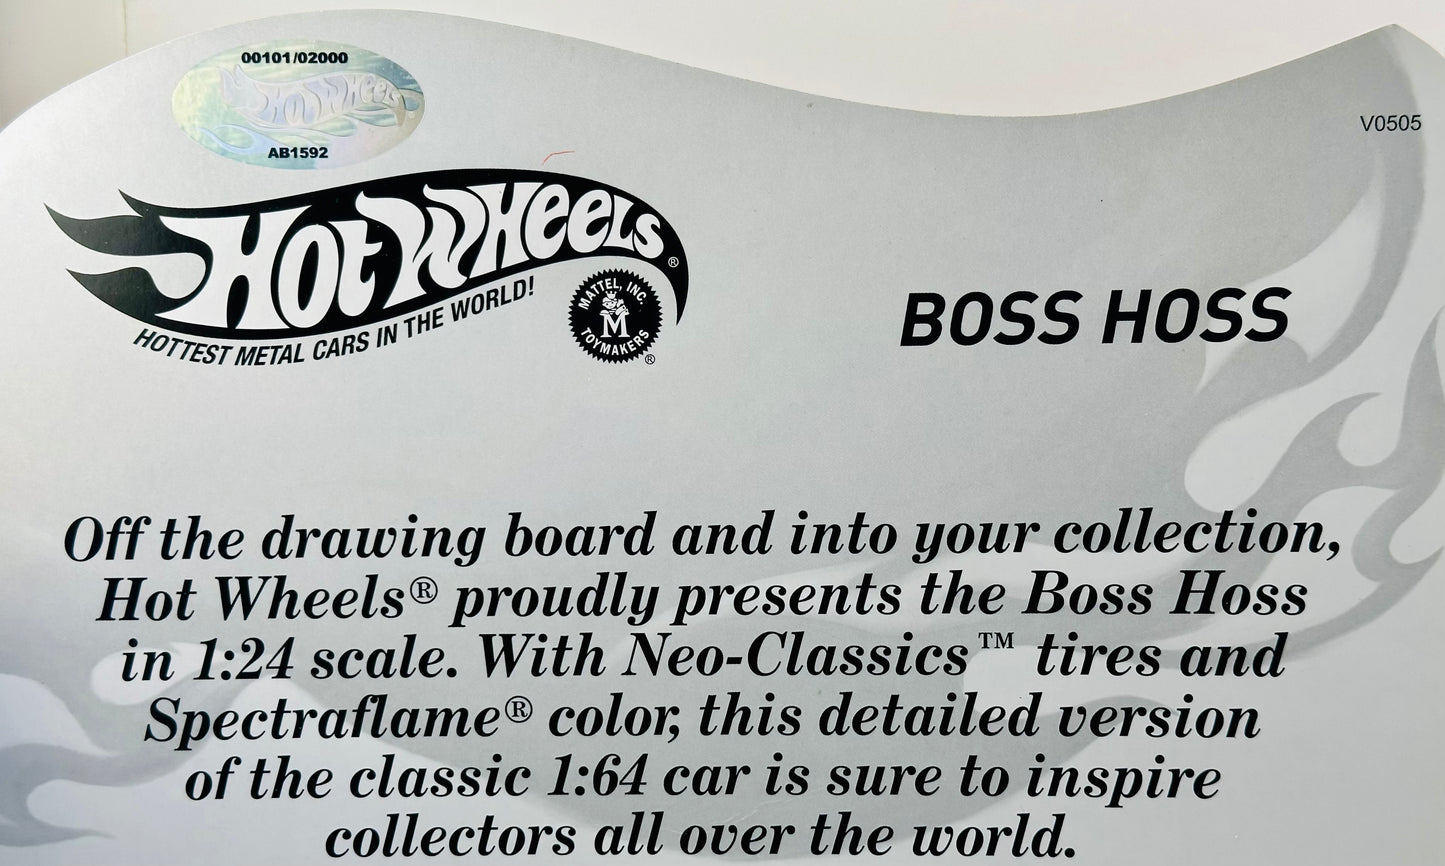 00101/02000
Hot Wheels
AB1592
V0505
Hot Wheels®
HOTTEST METAL CARS IN THE WORLD!
MATTEL, INC.
M
TOYMAKERS ®
BOSS HOSS
Off the drawing board and into your collection,
Hot Wheels® proudly presents the Boss Hoss
in 1:24 scale. With Neo-Classics™ tires and
Spectraflame® color, this detailed version
of the classic 1:64 car is sure to inspire
collectors all over the world.